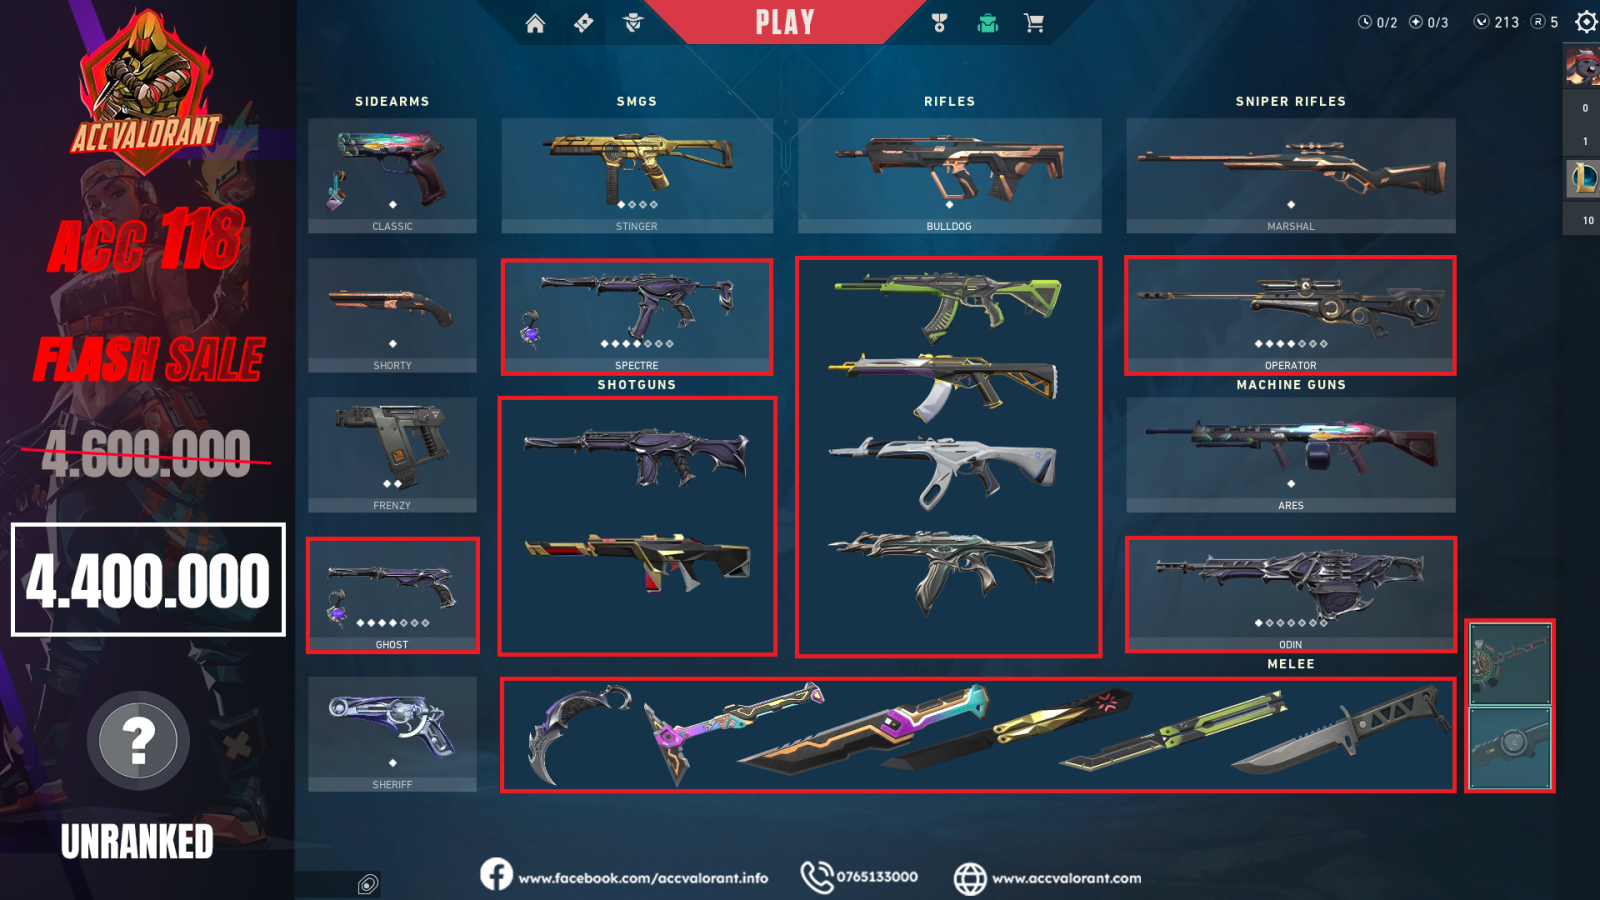 PLAY
0/2 0/3 213 5
ACCVALORANT
ACC 118
FLASH SALE
4.600.000
4.400.000
?
UNRANKED
SIDEARMS
CLASSIC
SHORTY
FRENZY
GHOST
SHERIFF
SMGS
STINGER
SPECTRE
SHOTGUNS
RIFLES
BULLDOG
SNIPER RIFLES
MARSHAL
OPERATOR
MACHINE GUNS
ARES
ODIN
MELEE
0
1
10
www.facebook.com/accvalorant.info
0765133000
www.accvalorant.com